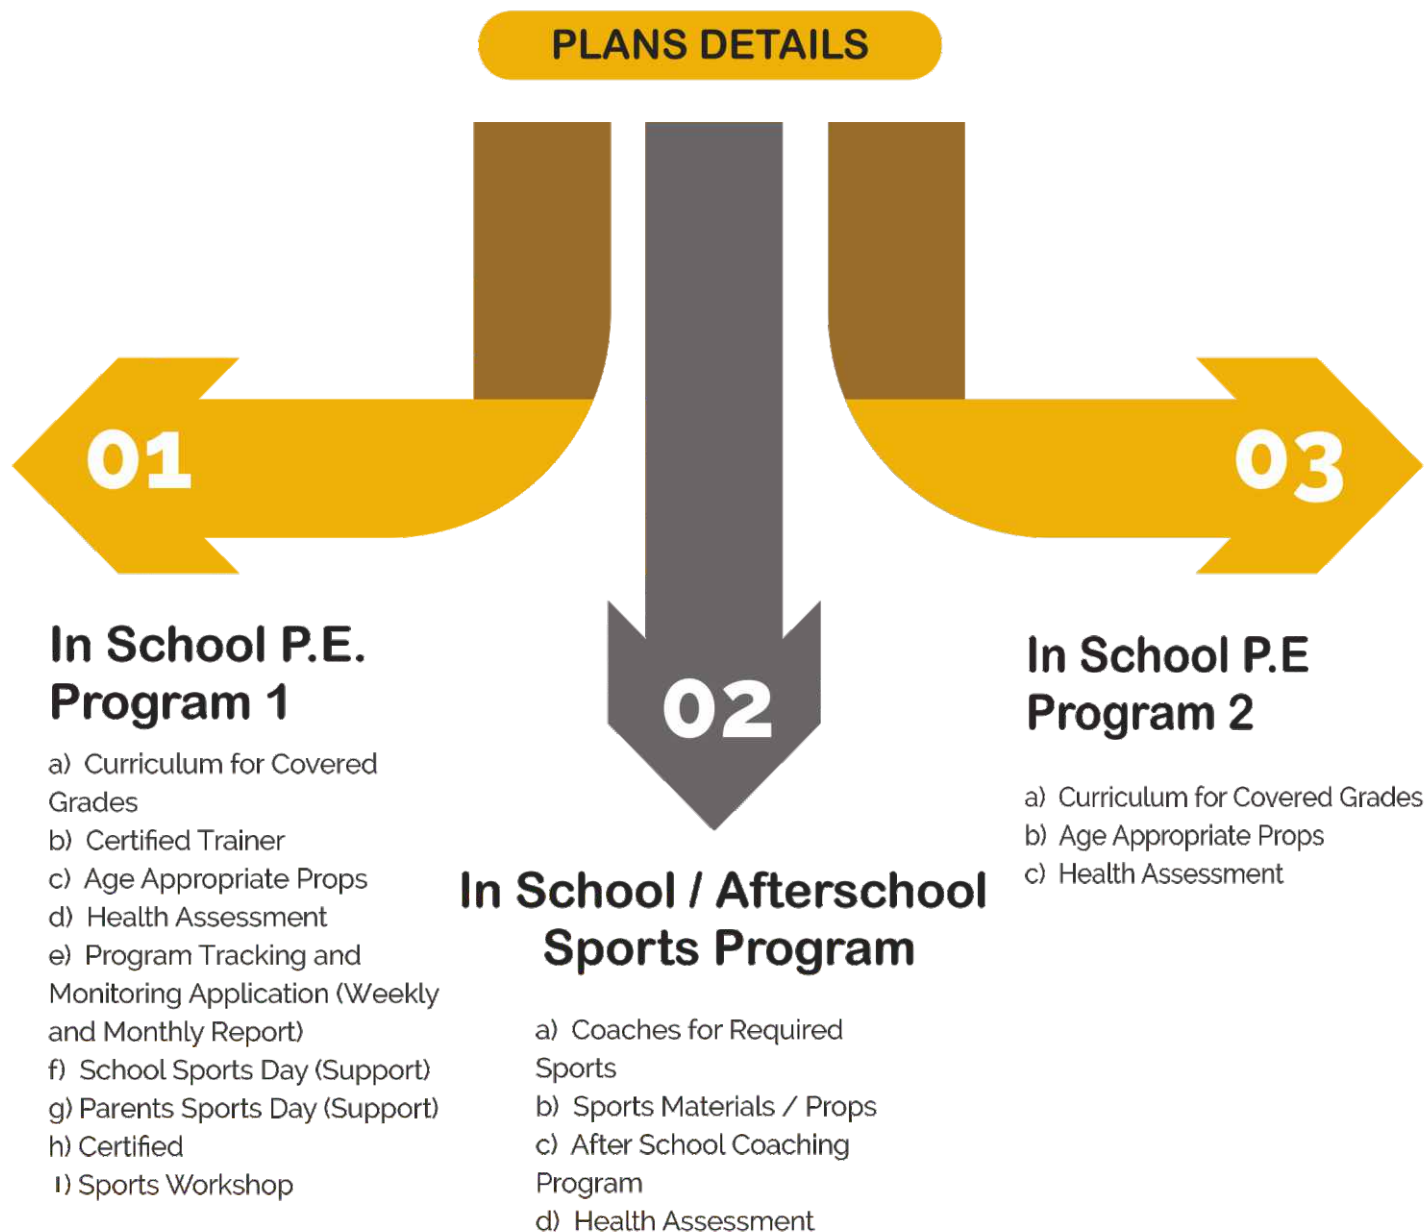 PLANS DETAILS
01
In School P.E.
Program 1
a) Curriculum for Covered
Grades
b) Certified Trainer
c) Age Appropriate Props
d) Health Assessment
e) Program Tracking and
Monitoring Application (Weekly
and Monthly Report)
f) School Sports Day (Support)
g) Parents Sports Day (Support)
h) Certified
I) Sports Workshop
02
In School / Afterschool
Sports Program
a) Coaches for Required
Sports
b) Sports Materials / Props
c) After School Coaching
Program
d) Health Assessment
03
In School P.E
Program 2
a) Curriculum for Covered Grades
b) Age Appropriate Props
c) Health Assessment